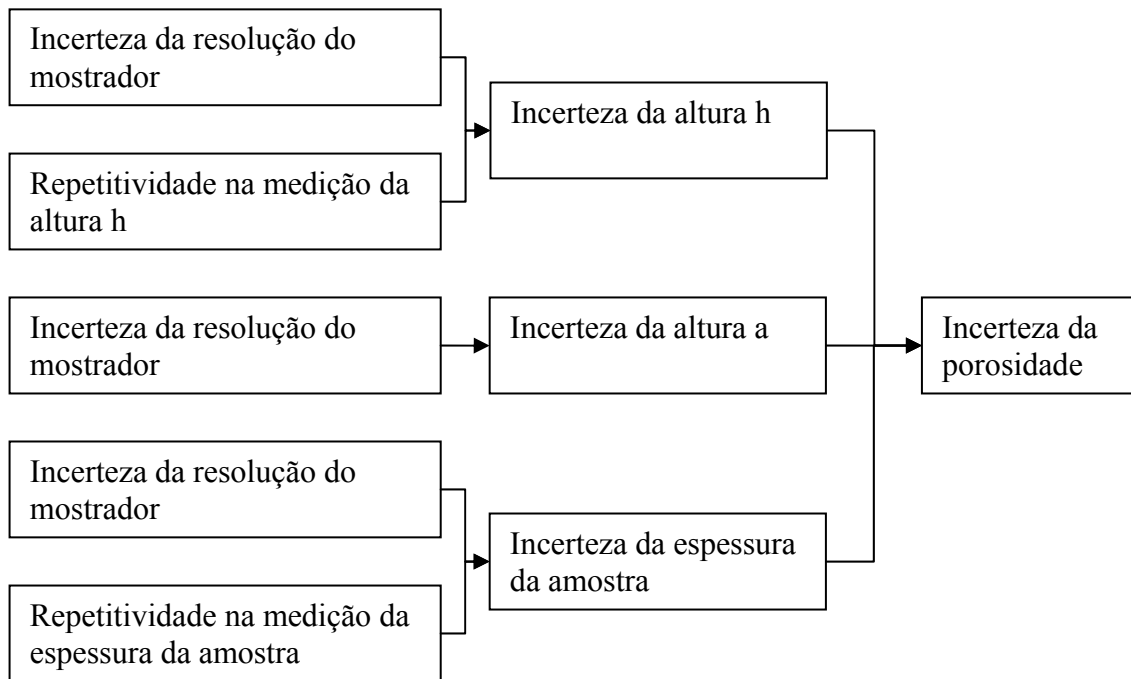 Incerteza da resolução do
mostrador
Incerteza da altura h
Repetitividade na medição da
altura h
Incerteza da resolução do
mostrador
Incerteza da altura a
Incerteza da
porosidade
Incerteza da resolução do
mostrador
Incerteza da espessura
da amostra
Repetitividade na medição da
espessura da amostra